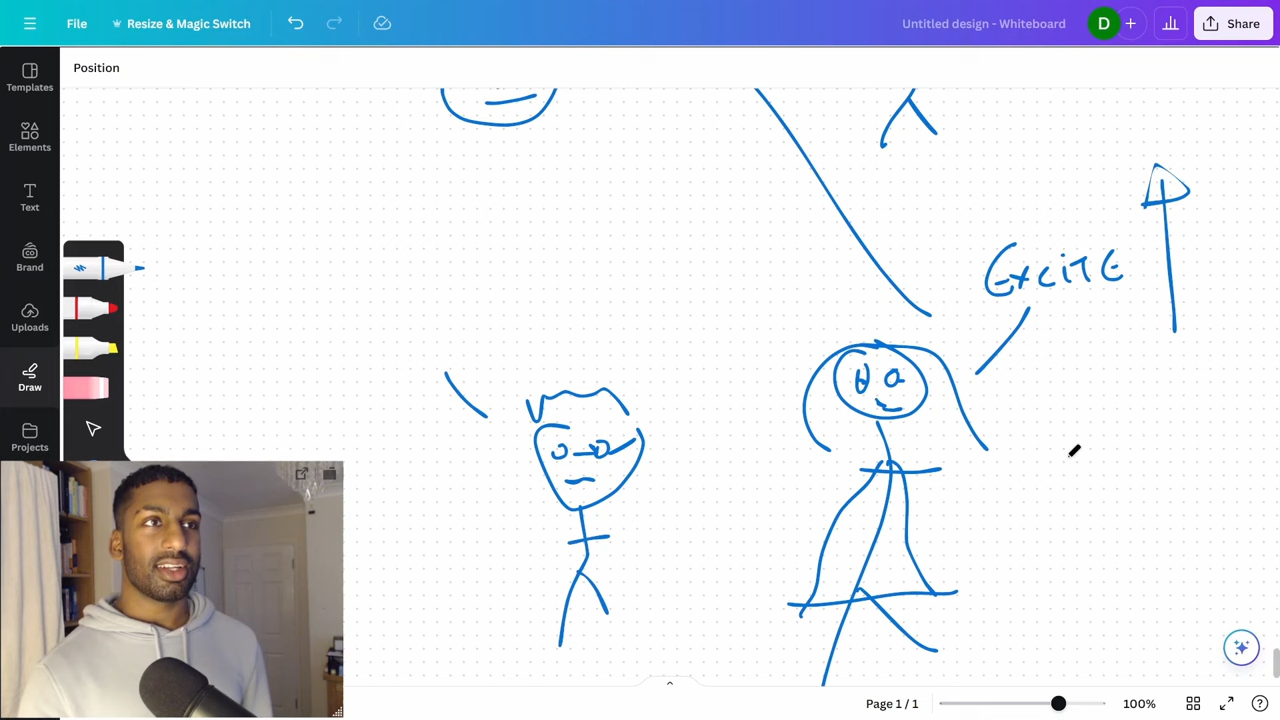 File
Resize & Magic Switch
Untitled design - Whiteboard
D
Share
Position
Templates
Elements
Text
Brand
Uploads
Draw
Projects
EXCITE
Page 1 / 1
100%